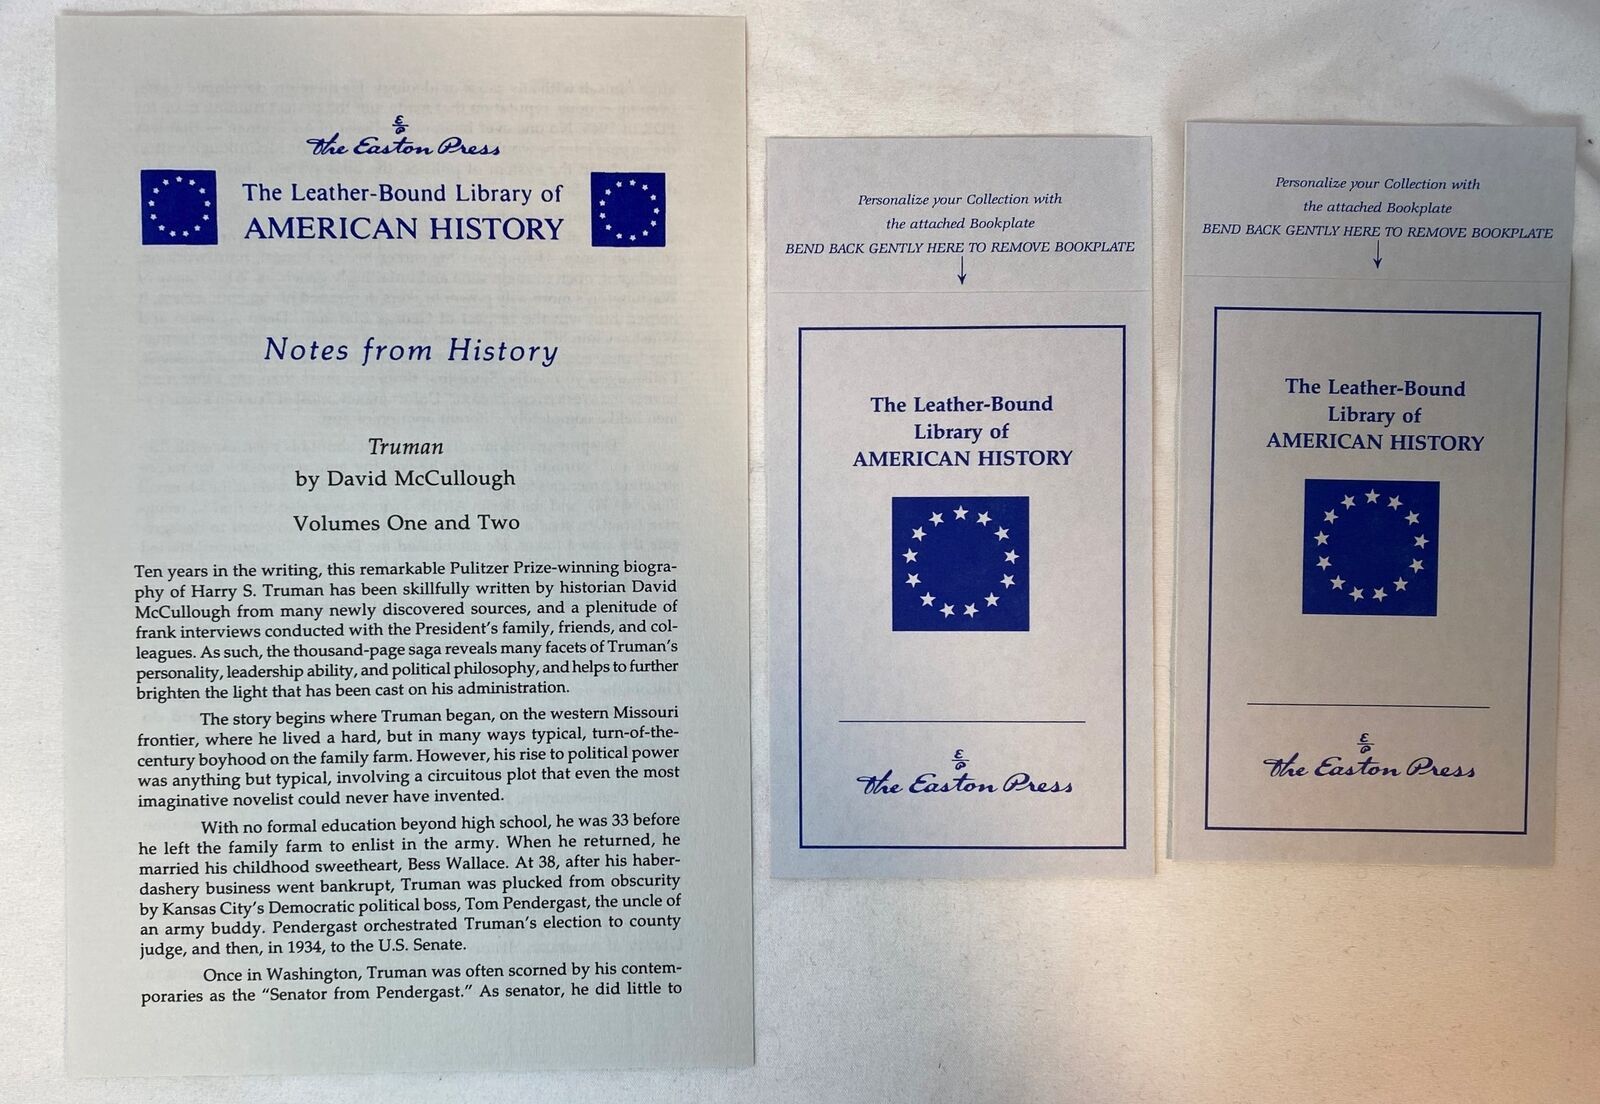 The Easton Press
The Leather-Bound Library of
AMERICAN HISTORY
Notes from History
Truman
by David McCullough
Volumes One and Two
Ten years in the writing, this remarkable Pulitzer Prize-winning biogra-
phy of Harry S. Truman has been skillfully written by historian David
McCullough from many newly discovered sources, and a plenitude of
frank interviews conducted with the President's family, friends, and col-
leagues. As such, the thousand-page saga reveals many facets of Truman's
personality, leadership ability, and political philosophy, and helps to further
brighten the light that has been cast on his administration.
The story begins where Truman began, on the western Missouri
frontier, where he lived a hard, but in many ways typical, turn-of-the-
century boyhood on the family farm. However, his rise to political power
was anything but typical, involving a circuitous plot that even the most
imaginative novelist could never have invented.
With no formal education beyond high school, he was 33 before
he left the family farm to enlist in the army. When he returned, he
married his childhood sweetheart, Bess Wallace. At 38, after his haber-
dashery business went bankrupt, Truman was plucked from obscurity
by Kansas City's Democratic political boss, Tom Pendergast, the uncle of
an army buddy. Pendergast orchestrated Truman's election to county
judge, and then, in 1934, to the U.S. Senate.
Once in Washington, Truman was often scorned by his contem-
poraries as the "Senator from Pendergast." As senator, he did little to
Personalize your Collection with
the attached Bookplate
BEND BACK GENTLY HERE TO REMOVE BOOKPLATE
The Leather-Bound
Library of
AMERICAN HISTORY
The Easton Press
Personalize your Collection with
the attached Bookplate
BEND BACK GENTLY HERE TO REMOVE BOOKPLATE
The Leather-Bound
Library of
AMERICAN HISTORY
The Easton Press